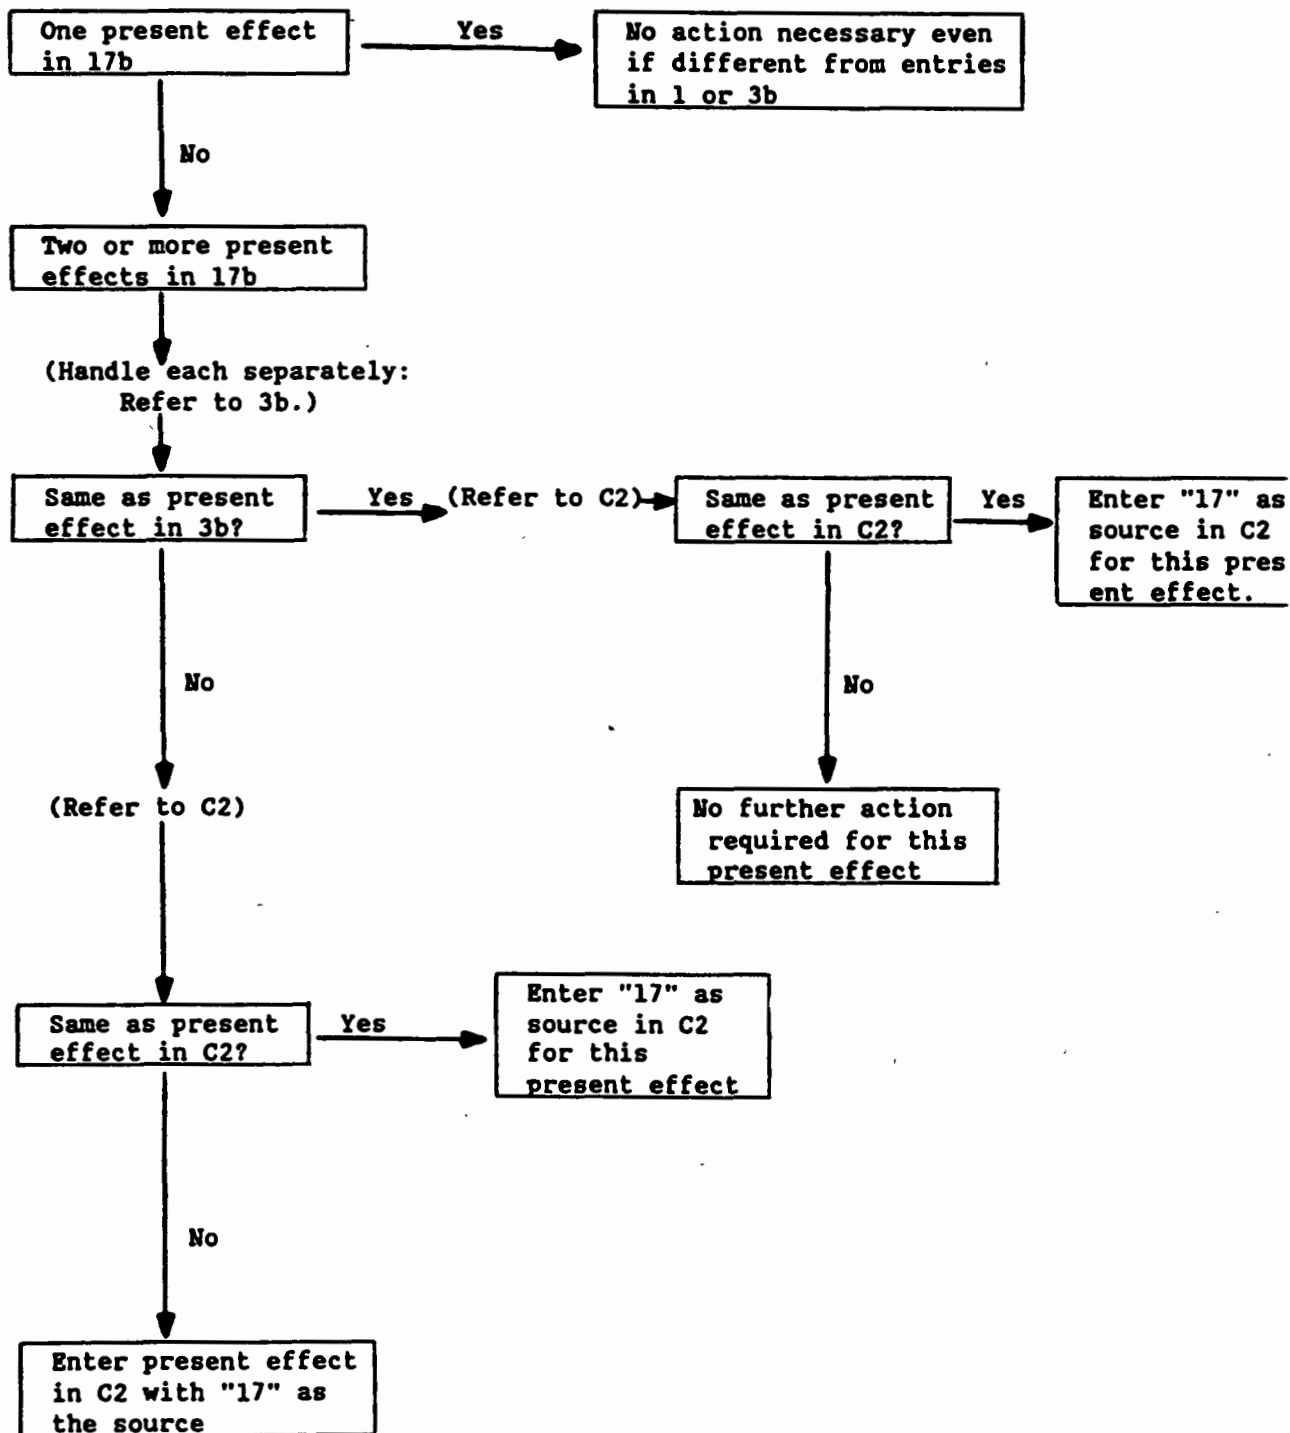 One present effect
in 17b
Yes
No action necessary even
if different from entries
in 1 or 3b
No
Two or more present
effects in 17b
(Handle each separately:
Refer to 3b.)
Same as present
effect in 3b?
Yes
(Refer to C2)
Same as present
effect in C2?
Yes
Enter "17" as
source in C2
for this pres
ent effect.
No
No
(Refer to C2)
No further action
required for this
present effect
Same as present
effect in C2?
Yes
Enter "17" as
source in C2
for this
present effect
No
Enter present effect
in C2 with "17" as
the source